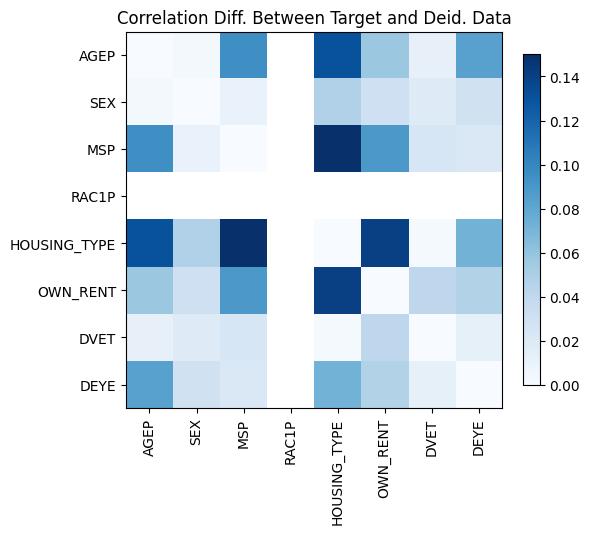 Correlation Diff. Between Target and Deid. Data
AGEP
SEX
MSP
RAC1P
HOUSING_TYPE
OWN_RENT
DVET
DEYE
AGEP
SEX
MSP
RAC1P
HOUSING_TYPE
OWN_RENT
DVET
DEYE
0.14
0.12
0.10
0.08
0.06
0.04
0.02
0.00